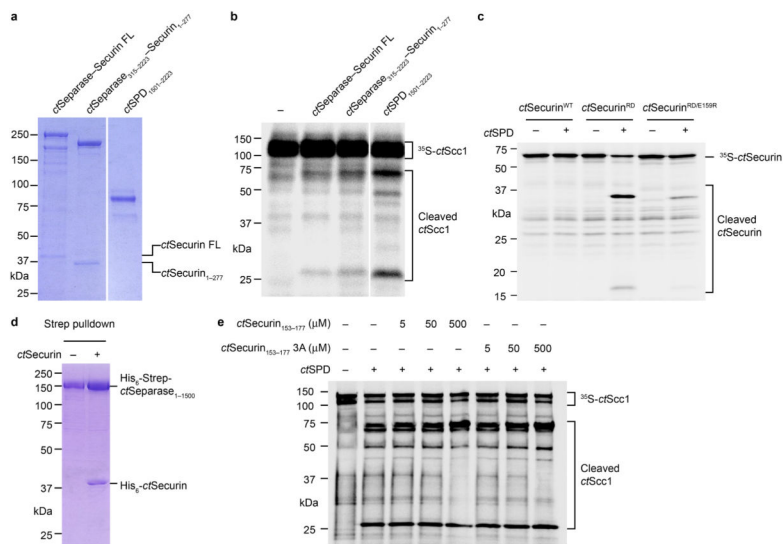 a
ctSeparase–Securin FL
ctSeparase315–2223–Securin1–277
ctSPD1501–2223
250
150
100
75
50
37
25
kDa
ctSecurin FL
ctSecurin1–277
b
–
ctSeparase–Securin FL
ctSeparase315–2223–Securin1–277
ctSPD1501–2223
150
100
75
50
37
kDa
25
35S-ctScc1
Cleaved
ctScc1
c
ctSecurinWT ctSecurinRD ctSecurinRD/E159R
ctSPD – + – + – +
75
50
37
kDa
25
20
15
35S-ctSecurin
Cleaved
ctSecurin
d
Strep pulldown
ctSecurin – +
250
150
100
75
50
37
kDa
25
His6-Strep-
ctSeparase1–1500
His6-ctSecurin
e
ctSecurin153–177 (μM) – – 5 50 500 – – –
ctSecurin153–177 3A (μM) – – – – – 5 50 500
ctSPD – + + + + + + +
150
100
75
50
37
kDa
25
35S-ctScc1
Cleaved
ctScc1